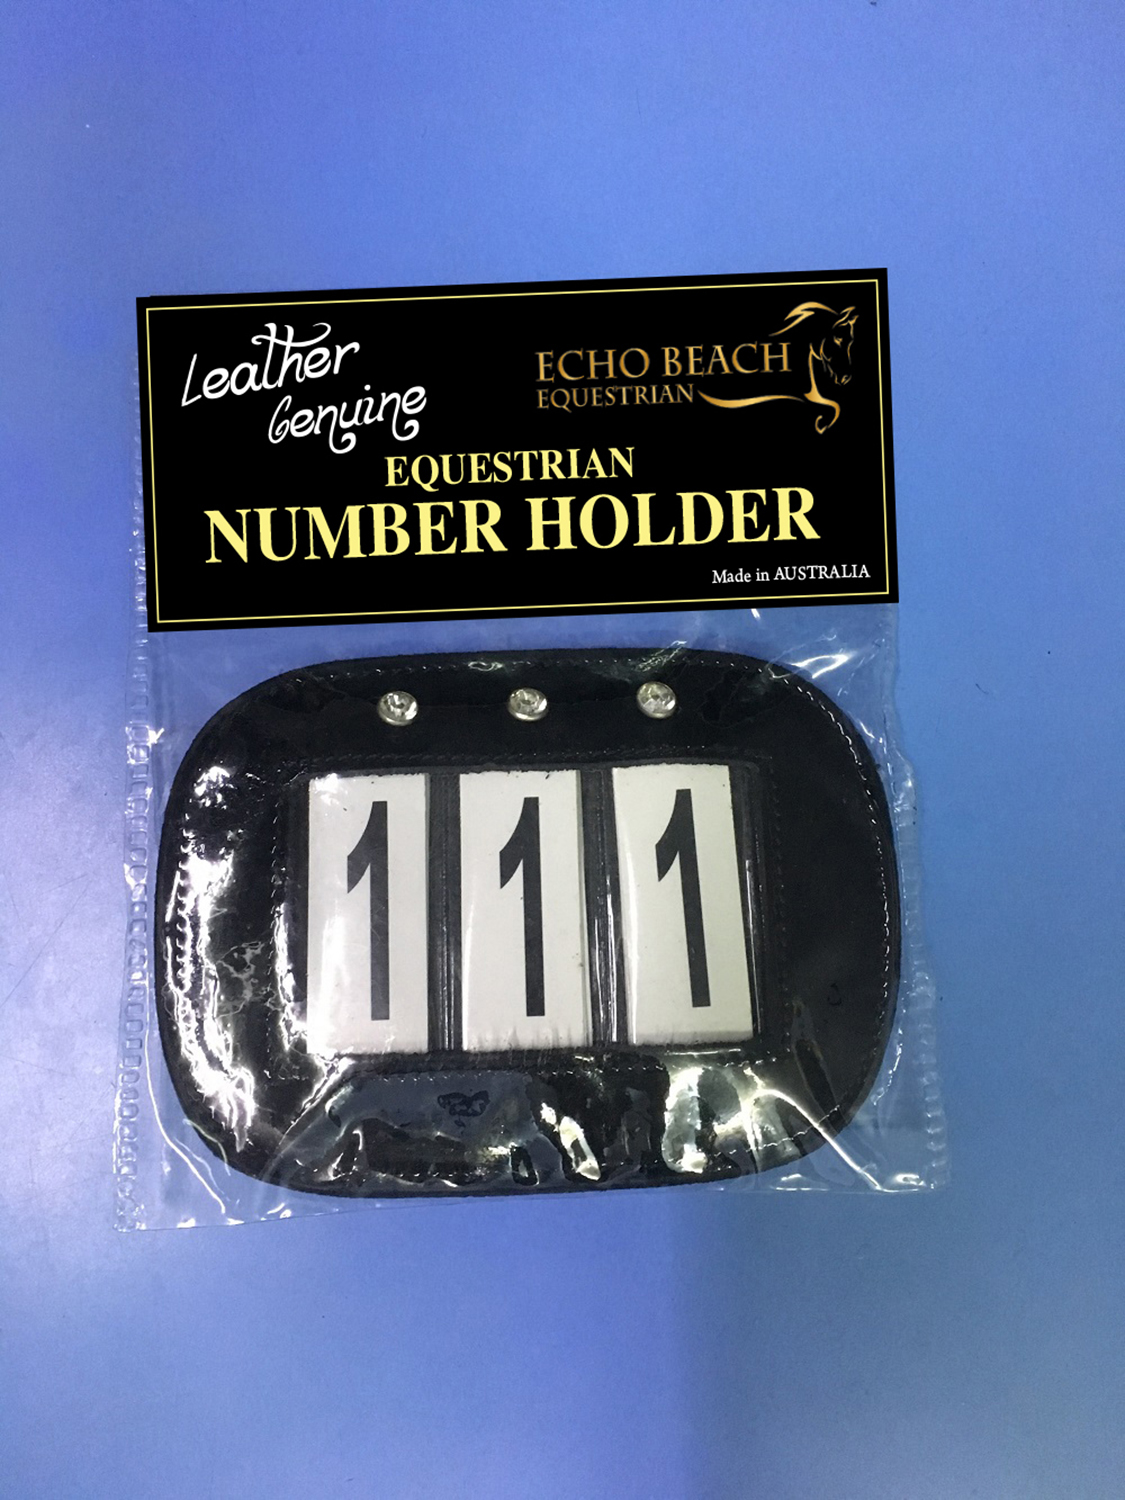 Leather
Genuine
ECHO BEACH
EQUESTRIAN
EQUESTRIAN
NUMBER HOLDER
Made in AUSTRALIA
1 1 1